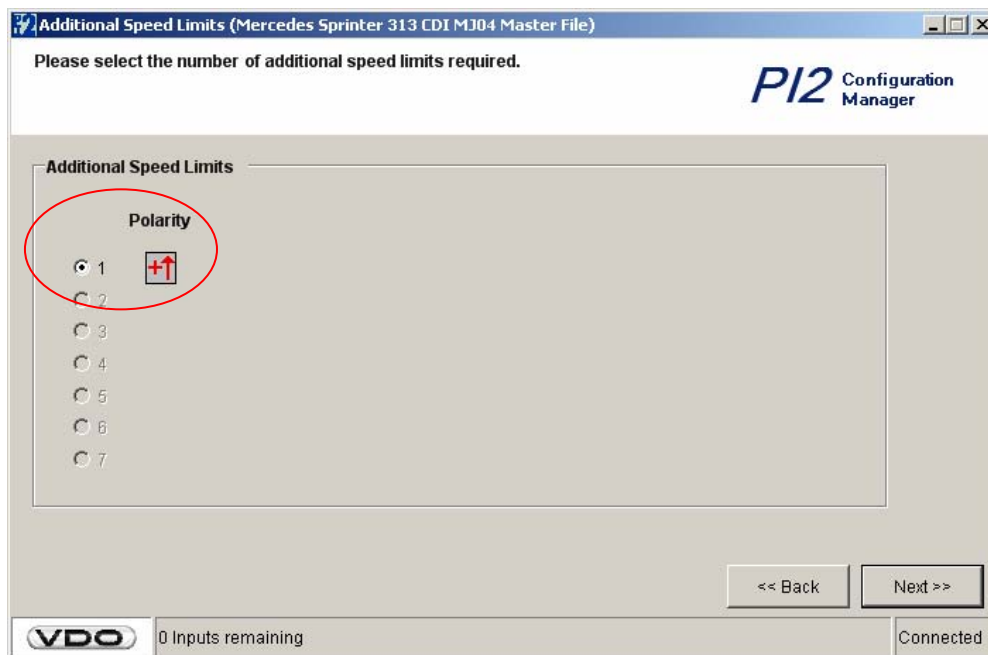 Additional Speed Limits (Mercedes Sprinter 313 CDI MJ04 Master File)
Please select the number of additional speed limits required.
PI2 Configuration Manager
Additional Speed Limits
Polarity
1
2
3
4
5
6
7
<< Back Next >>
VDO 0 Inputs remaining Connected